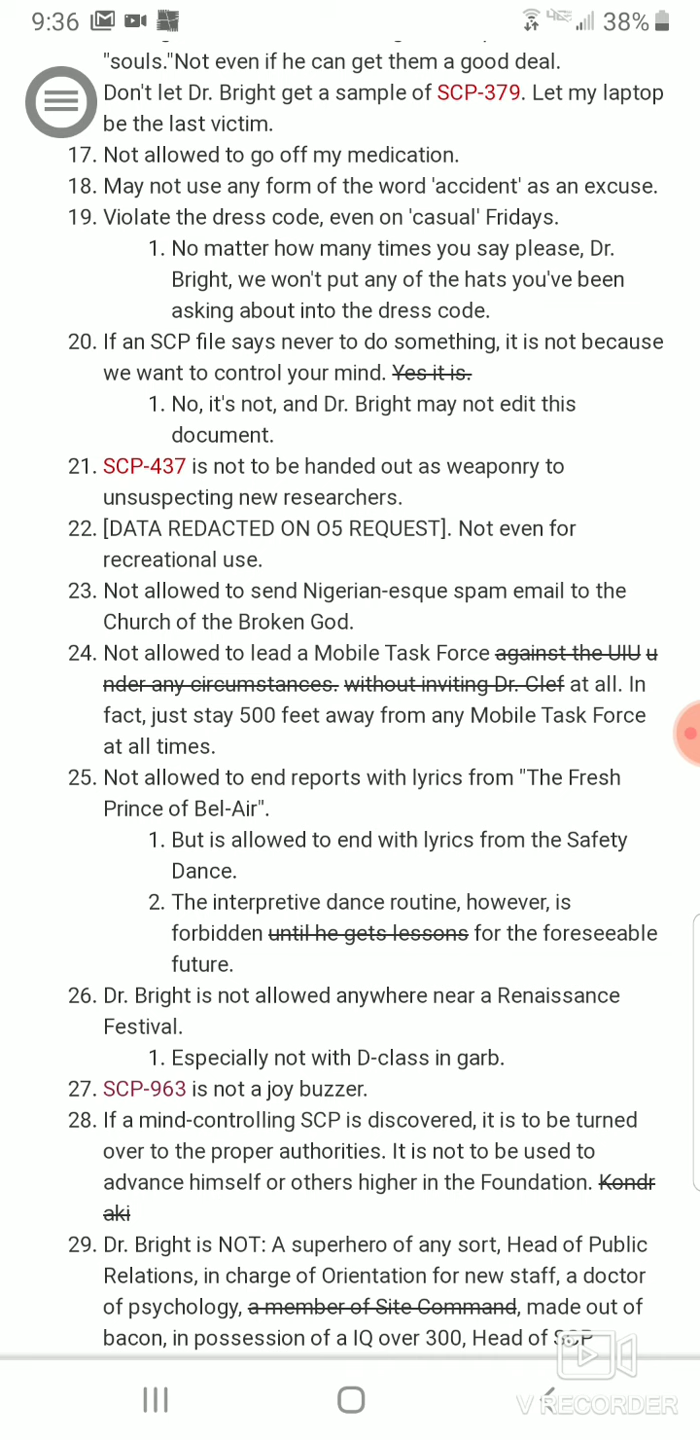 9:36 38%
"souls."Not even if he can get them a good deal.
Don't let Dr. Bright get a sample of SCP-379. Let my laptop
be the last victim.
17. Not allowed to go off my medication.
18. May not use any form of the word 'accident' as an excuse.
19. Violate the dress code, even on 'casual' Fridays.
1. No matter how many times you say please, Dr.
Bright, we won't put any of the hats you've been
asking about into the dress code.
20. If an SCP file says never to do something, it is not because
we want to control your mind. Yes it is.
1. No, it's not, and Dr. Bright may not edit this
document.
21. SCP-437 is not to be handed out as weaponry to
unsuspecting new researchers.
22. [DATA REDACTED ON O5 REQUEST]. Not even for
recreational use.
23. Not allowed to send Nigerian-esque spam email to the
Church of the Broken God.
24. Not allowed to lead a Mobile Task Force against the UIU u
nder any circumstances. without inviting Dr. Clef at all. In
fact, just stay 500 feet away from any Mobile Task Force
at all times.
25. Not allowed to end reports with lyrics from "The Fresh
Prince of Bel-Air".
1. But is allowed to end with lyrics from the Safety
Dance.
2. The interpretive dance routine, however, is
forbidden until he gets lessons for the foreseeable
future.
26. Dr. Bright is not allowed anywhere near a Renaissance
Festival.
1. Especially not with D-class in garb.
27. SCP-963 is not a joy buzzer.
28. If a mind-controlling SCP is discovered, it is to be turned
over to the proper authorities. It is not to be used to
advance himself or others higher in the Foundation. Kondr
aki
29. Dr. Bright is NOT: A superhero of any sort, Head of Public
Relations, in charge of Orientation for new staff, a doctor
of psychology, a member of Site Command, made out of
bacon, in possession of a IQ over 300, Head of SCP
V RECORDER